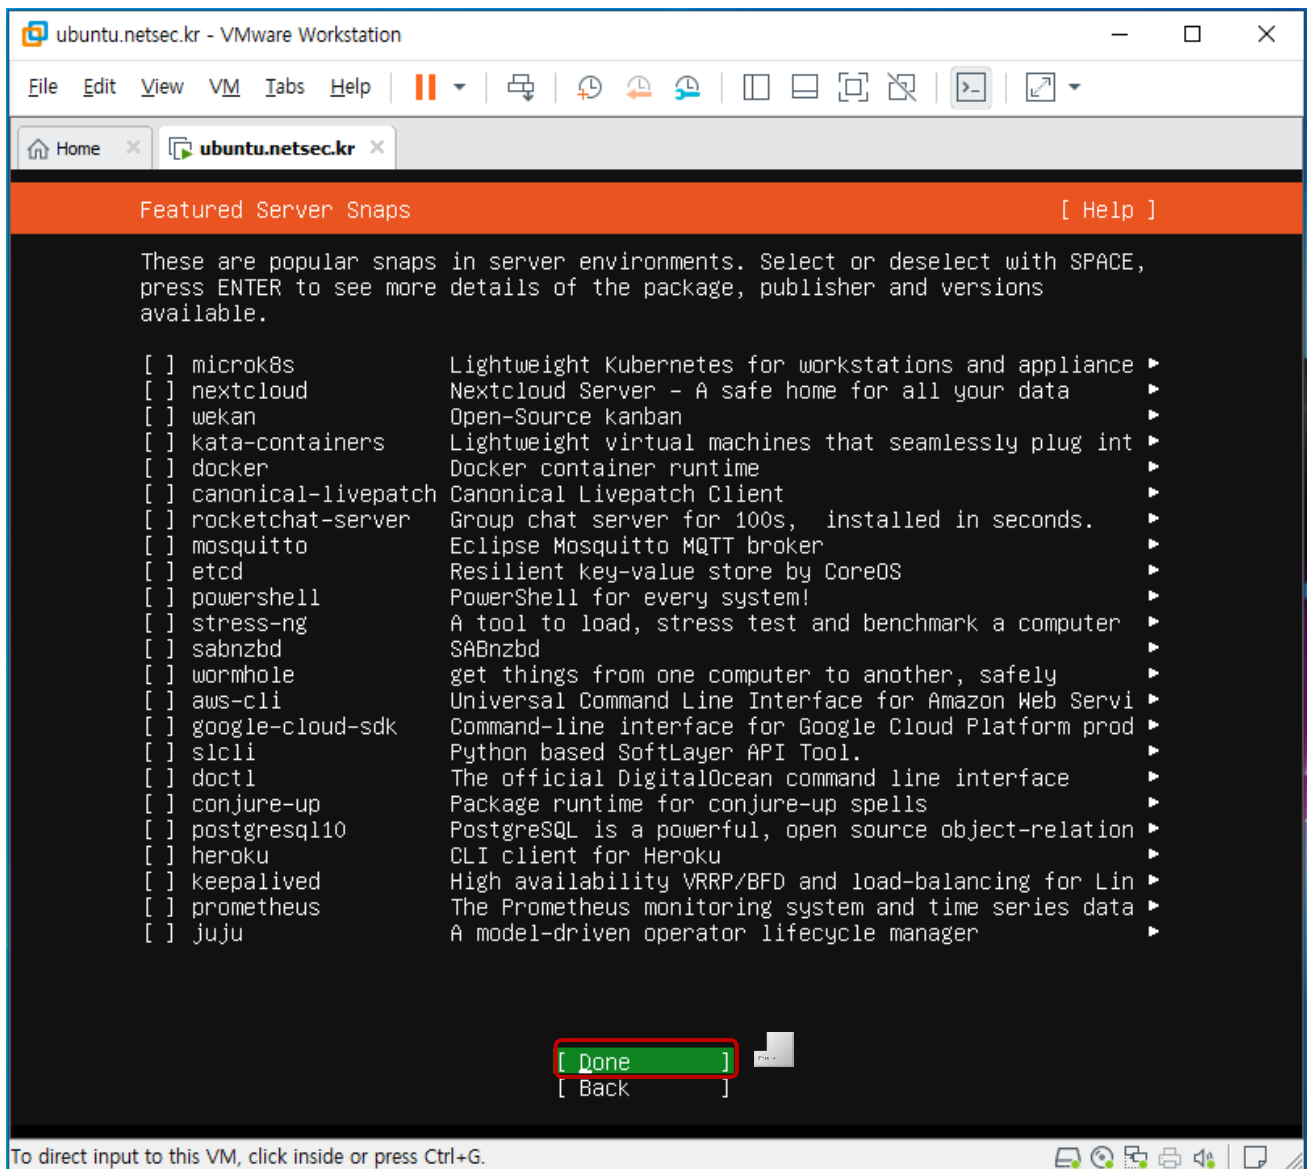 ubuntu.netsec.kr - VMware Workstation
File Edit View VM Tabs Help
Home
ubuntu.netsec.kr
Featured Server Snaps [ Help ]
These are popular snaps in server environments. Select or deselect with SPACE,
press ENTER to see more details of the package, publisher and versions
available.
[ ] microk8s Lightweight Kubernetes for workstations and appliance
[ ] nextcloud Nextcloud Server - A safe home for all your data
[ ] wekan Open-Source kanban
[ ] kata-containers Lightweight virtual machines that seamlessly plug int
[ ] docker Docker container runtime
[ ] canonical-livepatch Canonical Livepatch Client
[ ] rocketchat-server Group chat server for 100s, installed in seconds.
[ ] mosquitto Eclipse Mosquitto MQTT broker
[ ] etcd Resilient key-value store by CoreOS
[ ] powershell PowerShell for every system!
[ ] stress-ng A tool to load, stress test and benchmark a computer
[ ] sabnzbd SABnzbd
[ ] wormhole get things from one computer to another, safely
[ ] aws-cli Universal Command Line Interface for Amazon Web Servi
[ ] google-cloud-sdk Command-line interface for Google Cloud Platform prod
[ ] slcli Python based SoftLayer API Tool.
[ ] doctl The official DigitalOcean command line interface
[ ] conjure-up Package runtime for conjure-up spells
[ ] postgresql10 PostgreSQL is a powerful, open source object-relation
[ ] heroku CLI client for Heroku
[ ] keepalived High availability VRRP/BFD and load-balancing for Lin
[ ] prometheus The Prometheus monitoring system and time series data
[ ] juju A model-driven operator lifecycle manager
[ Done ]
[ Back ]
To direct input to this VM, click inside or press Ctrl+G.